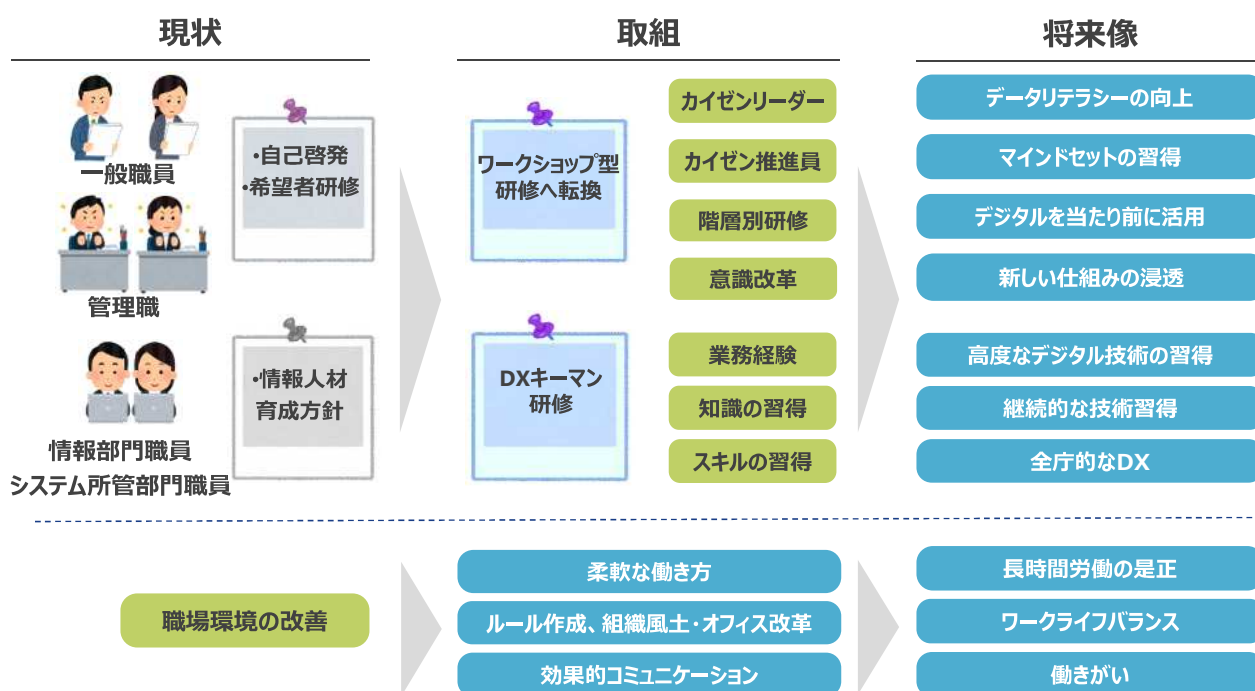 現状
取組
将来像
一般職員
管理職
・自己啓発
・希望者研修
ワークショップ型
研修へ転換
カイゼンリーダー
カイゼン推進員
階層別研修
意識改革
データリテラシーの向上
マインドセットの習得
デジタルを当たり前に活用
新しい仕組みの浸透
情報部門職員
システム所管部門職員
・情報人材
育成方針
DXキーマン
研修
業務経験
知識の習得
スキルの習得
高度なデジタル技術の習得
継続的な技術習得
全庁的なDX
職場環境の改善
柔軟な働き方
ルール作成、組織風土・オフィス改革
効果的コミュニケーション
長時間労働の是正
ワークライフバランス
働きがい